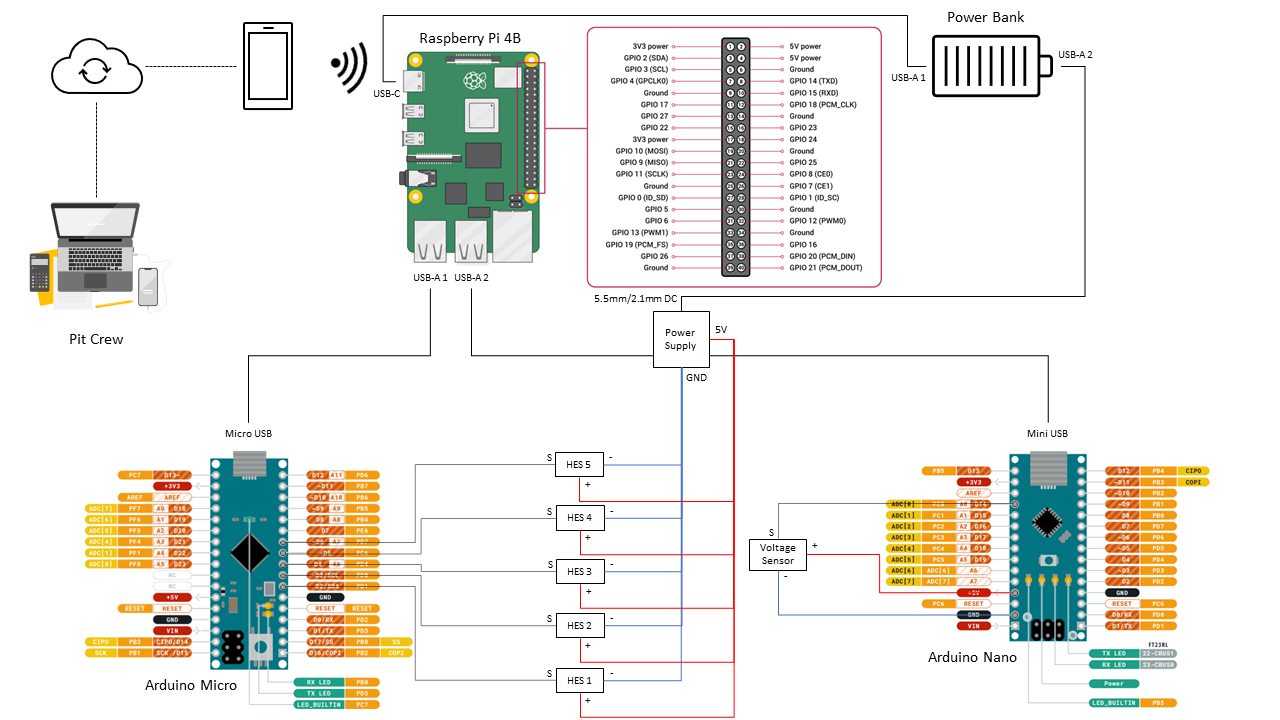 Power Bank
USB-A 2
USB-A 1
Raspberry Pi 4B
USB-C
3V3 power 1 2 5V power
GPIO 2 (SDA) 3 4 5V power
GPIO 3 (SCL) 5 6 Ground
GPIO 4 (GPCLK0) 7 8 GPIO 14 (TXD)
Ground 9 10 GPIO 15 (RXD)
GPIO 17 11 12 GPIO 18 (PCM_CLK)
GPIO 27 13 14 Ground
GPIO 22 15 16 GPIO 23
3V3 power 17 18 GPIO 24
GPIO 10 (MOSI) 19 20 Ground
GPIO 9 (MISO) 21 22 GPIO 25
GPIO 11 (SCLK) 23 24 GPIO 8 (CE0)
Ground 25 26 GPIO 7 (CE1)
GPIO 0 (ID_SD) 27 28 GPIO 1 (ID_SC)
GPIO 5 29 30 Ground
GPIO 6 31 32 GPIO 12 (PWM0)
GPIO 13 (PWM1) 33 34 Ground
GPIO 19 (PCM_FS) 35 36 GPIO 16
GPIO 26 37 38 GPIO 20 (PCM_DIN)
Ground 39 40 GPIO 21 (PCM_DOUT)
USB-A 1 USB-A 2
Pit Crew
5.5mm/2.1mm DC
Power
Supply
5V
GND
Micro USB
PC7 D13~ D12 A11 PD6
+3V3 ~D11 PB7
AREF AREF ~D10 A10 PB6
ADC[7] PF7 A0 D18 ~D9 A9 PB5
ADC[6] PF6 A1 D19 D8 A8 PB4
ADC[5] PF5 A2 D20 D7 PE6
ADC[4] PF4 A3 D21 ~D6 A7 PD7
ADC[1] PF1 A4 D22 ~D5 PC6
ADC[0] PF0 A5 D23 D4 A6 PD4
NC ~D3/SCL PD0
NC D2/SDA PD1
+5V GND
RESET RESET RESET RESET
GND D0/RX PD2
VIN D1/TX PD3
CIPO PB3 CIPO/D14 D17/SS PB0 SS
SCK PB1 SCK /D15 D16/COPI PB2 COPI
RX LED PB0
TX LED PD5
LED_BUILTIN PC7
Arduino Micro
S HES 5 -
+
S HES 4 -
+
S HES 3 -
+
S HES 2 -
+
S HES 1 -
+
S
Voltage
Sensor
+
-
Mini USB
PB5 D13 D12 PB4 CIPO
+3V3 ~D11 PB3 COPI
AREF ~D10 PB2
ADC[0] PC0 A0 D14 ~D9 PB1
ADC[1] PC1 A1 D15 D8 PB0
ADC[2] PC2 A2 D16 D7 PD7
ADC[3] PC3 A3 D17 ~D6 PD6
ADC[4] PC4 A4 D18 ~D5 PD5
ADC[5] PC5 A5 D19 D4 PD4
ADC[6] ADC[6] A6 ~D3 PD3
ADC[7] ADC[7] A7 D2 PD2
+5V GND
PC6 RESET RESET PC6
GND D0/RX PD0
VIN D1/TX PD1
FT23RL
TX LED 22-CBUS1
RX LED 23-CBUS0
Power
LED_BUILTIN PB5
Arduino Nano